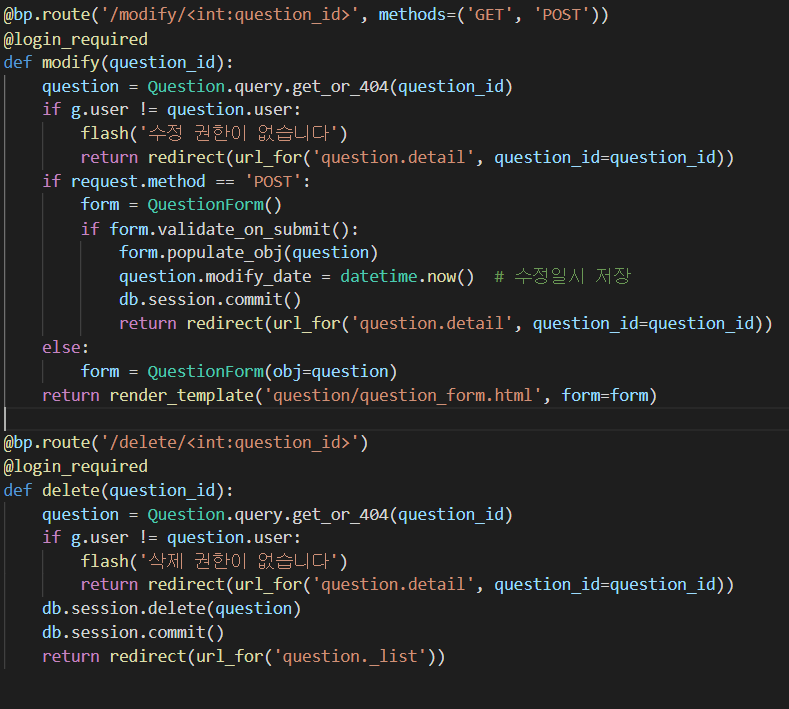 @bp.route('/modify/<int:question_id>', methods=('GET', 'POST'))
@login_required
def modify(question_id):
    question = Question.query.get_or_404(question_id)
    if g.user != question.user:
        flash('수정 권한이 없습니다')
        return redirect(url_for('question.detail', question_id=question_id))
    if request.method == 'POST':
        form = QuestionForm()
        if form.validate_on_submit():
            form.populate_obj(question)
            question.modify_date = datetime.now()  # 수정일시 저장
            db.session.commit()
            return redirect(url_for('question.detail', question_id=question_id))
    else:
        form = QuestionForm(obj=question)
    return render_template('question/question_form.html', form=form)
@bp.route('/delete/<int:question_id>')
@login_required
def delete(question_id):
    question = Question.query.get_or_404(question_id)
    if g.user != question.user:
        flash('삭제 권한이 없습니다')
        return redirect(url_for('question.detail', question_id=question_id))
    db.session.delete(question)
    db.session.commit()
    return redirect(url_for('question._list'))